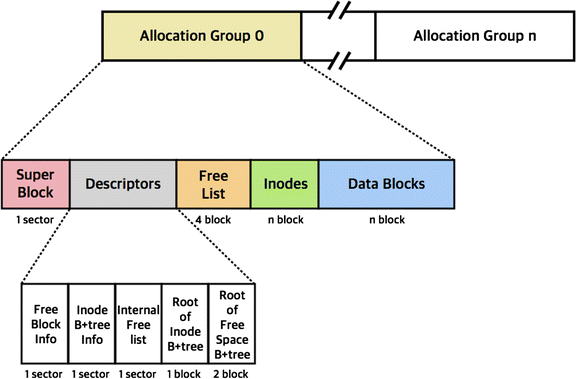 Allocation Group 0
Allocation Group n
Super
Block
Descriptors
Free
List
Inodes
Data Blocks
1 sector
4 block
n block
n block
Free
Block
Info
Inode
B+tree
Info
Internal
Free
list
Root
of
Inode
B+tree
Root
of
Free
Space
B+tree
1 sector
1 sector
1 sector
1 block
2 block